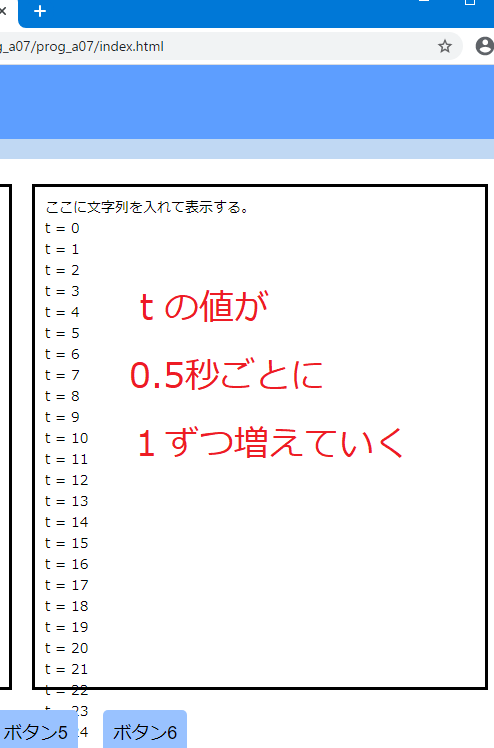 g_a07/prog_a07/index.html
ここに文字列を入れて表示する。
t = 0
t = 1
t = 2
t = 3
t = 4
t = 5
t = 6
t = 7
t = 8
t = 9
t = 10
t = 11
t = 12
t = 13
t = 14
t = 15
t = 16
t = 17
t = 18
t = 19
t = 20
t = 21
t = 22
23
24
t の値が
0.5秒ごとに
1 ずつ増えていく
ボタン5
ボタン6